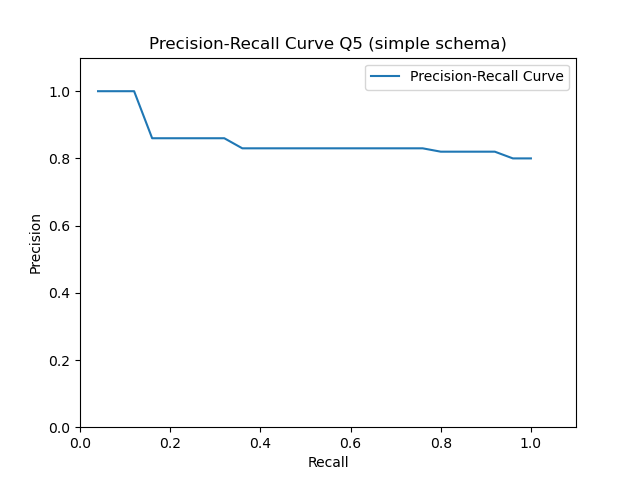 Precision-Recall Curve Q5 (simple schema)
Precision-Recall Curve
1.0
0.8
0.6
0.4
0.2
0.0
Precision
0.0 0.2 0.4 0.6 0.8 1.0
Recall